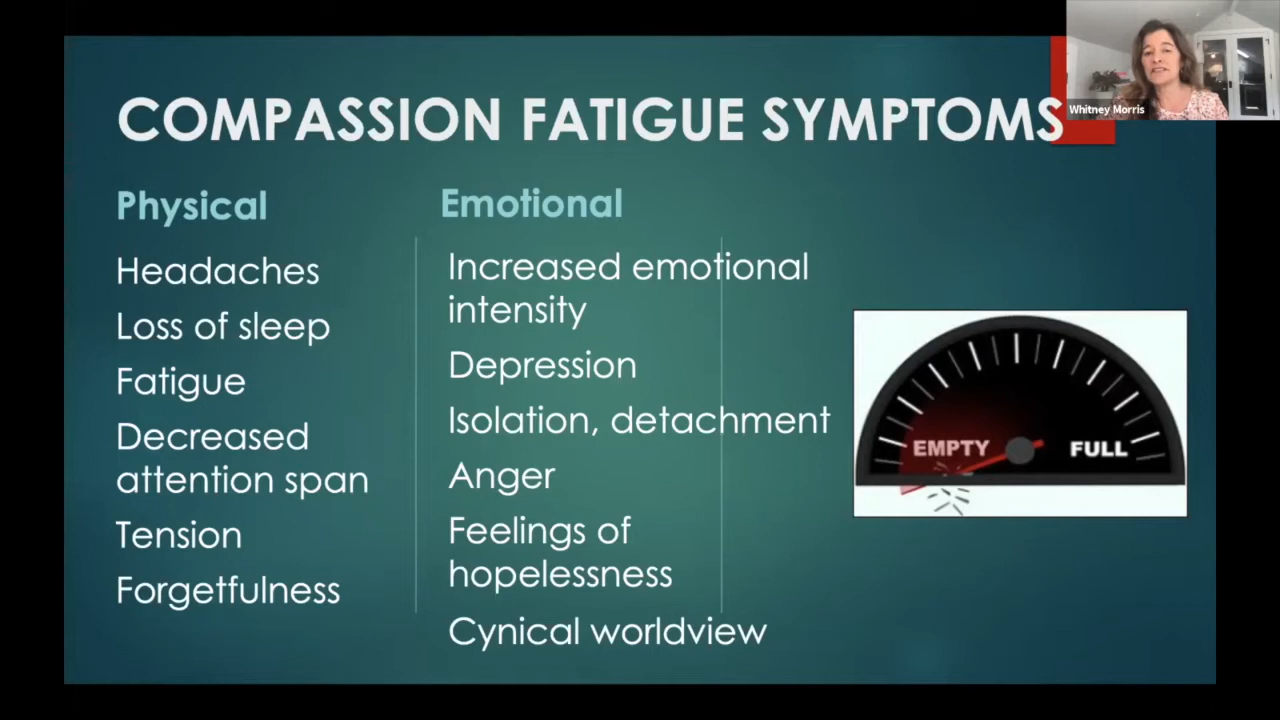 COMPASSION FATIGUE SYMPTOMS
Whitney Morris
Physical
Headaches
Loss of sleep
Fatigue
Decreased
attention span
Tension
Forgetfulness
Emotional
Increased emotional
intensity
Depression
Isolation, detachment
Anger
Feelings of
hopelessness
Cynical worldview
EMPTY
FULL